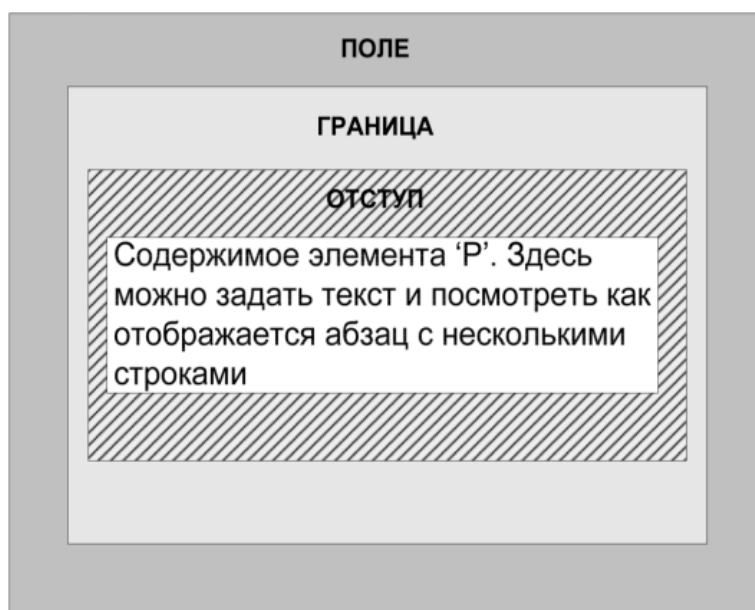 ПОЛЕ
ГРАНИЦА
ОТСТУП
Содержимое элемента ‘P’. Здесь
можно задать текст и посмотреть как
отображается абзац с несколькими
строками